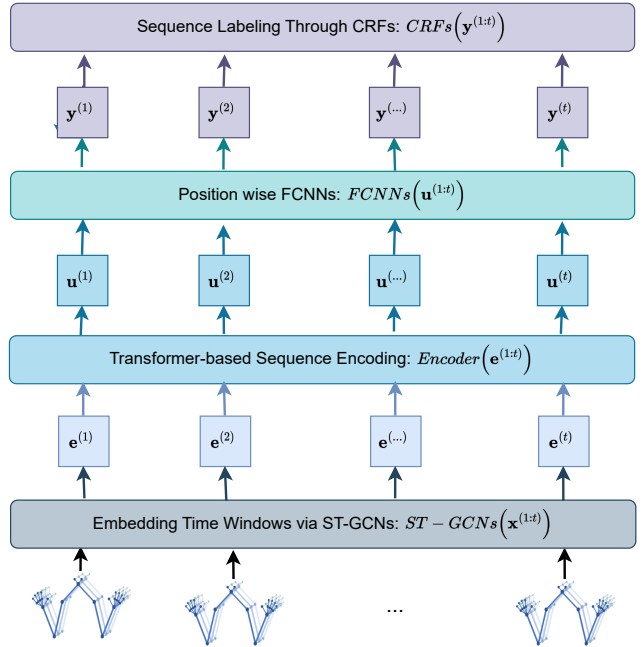 Sequence Labeling Through CRFs: CRFs(y^(1:t))
y^(1) y^(2) y^(...) y^(t)
Position wise FCNNs: FCNNs(u^(1:t))
u^(1) u^(2) u^(...) u^(t)
Transformer-based Sequence Encoding: Encoder(e^(1:t))
e^(1) e^(2) e^(...) e^(t)
Embedding Time Windows via ST-GCNs: ST − GCNs(x^(1:t))
...